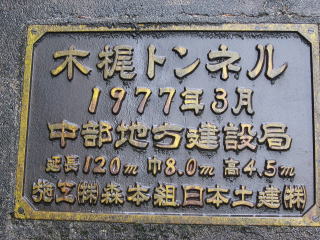 木梶トンネル
1977年3月
中部地方建設局
延長120m 巾8.0m 高4.5m
施工(株)森本組日本土建(株)